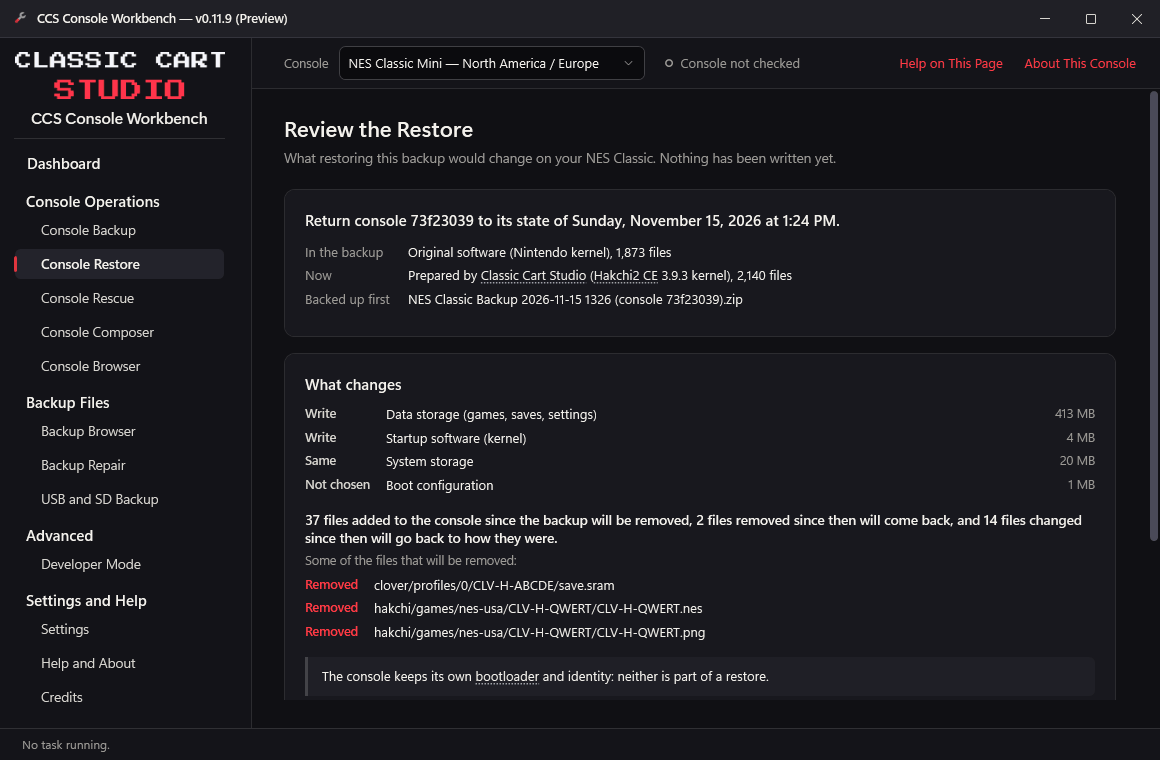 CCS Console Workbench — v0.11.9 (Preview)
CLASSIC CART
STUDIO
CCS Console Workbench
Dashboard
Console Operations
Console Backup
Console Restore
Console Rescue
Console Composer
Console Browser
Backup Files
Backup Browser
Backup Repair
USB and SD Backup
Advanced
Developer Mode
Settings and Help
Settings
Help and About
Credits
Console NES Classic Mini — North America / Europe Console not checked Help on This Page About This Console
Review the Restore
What restoring this backup would change on your NES Classic. Nothing has been written yet.
Return console 73f23039 to its state of Sunday, November 15, 2026 at 1:24 PM.
In the backup Original software (Nintendo kernel), 1,873 files
Now Prepared by Classic Cart Studio (Hakchi2 CE 3.9.3 kernel), 2,140 files
Backed up first NES Classic Backup 2026-11-15 1326 (console 73f23039).zip
What changes
Write Data storage (games, saves, settings) 413 MB
Write Startup software (kernel) 4 MB
Same System storage 20 MB
Not chosen Boot configuration 1 MB
37 files added to the console since the backup will be removed, 2 files removed since then will come back, and 14 files changed
since then will go back to how they were.
Some of the files that will be removed:
Removed clover/profiles/0/CLV-H-ABCDE/save.sram
Removed hakchi/games/nes-usa/CLV-H-QWERT/CLV-H-QWERT.nes
Removed hakchi/games/nes-usa/CLV-H-QWERT/CLV-H-QWERT.png
The console keeps its own bootloader and identity: neither is part of a restore.
No task running.